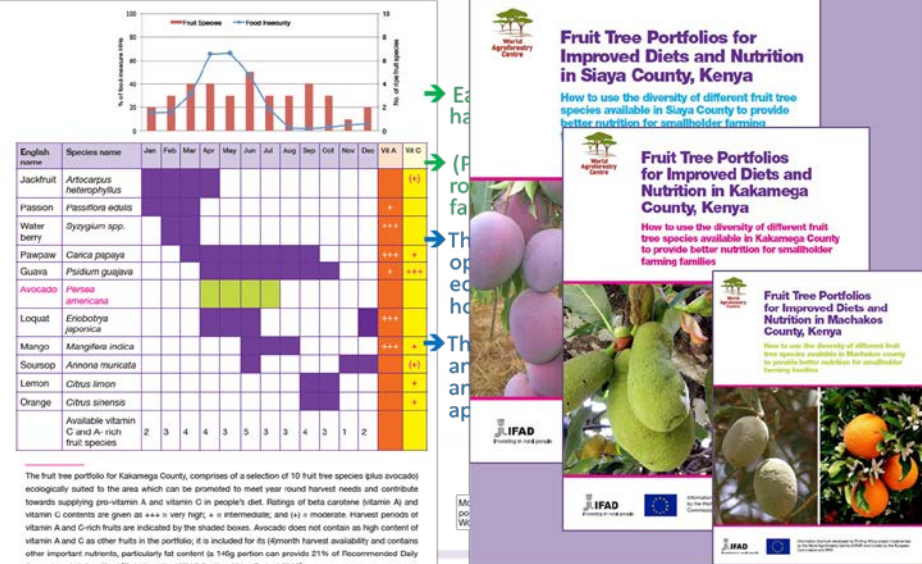 100
80
60
40
20
0
% of food insecure HHs
Fruit Species
Food Insecurity
10
8
6
4
2
0
No. of ripe fruit species
English name Species name Jan Feb Mar Apr May Jun Jul Aug Sep Oct Nov Dec Vit A Vit C
Jackfruit Artocarpus (+)
heterophyllus
Passion Passiflora edulis +
Water Syzygium spp. +++
berry
Pawpaw Carica papaya +++ +
Guava Psidium guajava + +++
Avocado Persea
americana
Loquat Eriobotrya +++
japonica
Mango Mangifera indica +++ +
Soursop Annona muricata (+)
Lemon Citrus limon +
Orange Citrus sinensis +
Available vitamin
C and A- rich 2 3 4 4 3 5 3 3 4 3 1 2
fruit species
The fruit tree portfolio for Kakamega County, comprises of a selection of 10 fruit tree species (plus avocado)
ecologically suited to the area which can be promoted to meet year round harvest needs and contribute
towards supplying pro-vitamin A and vitamin C in people's diet. Ratings of beta carotene (vitamin A) and
vitamin C contents are given as +++ = very high; + = intermediate; and (+) = moderate. Harvest periods of
vitamin A and C-rich fruits are indicated by the shaded boxes. Avocado does not contain as high content of
vitamin A and C as other fruits in the portfolio; it is included for its (4)month harvest availability and contains
other important nutrients, particularly fat content (a 146g portion can provide 21% of Recommended Daily
World
Agroforestry
Centre
Fruit Tree Portfolios for
Improved Diets and Nutrition
in Siaya County, Kenya
How to use the diversity of different fruit tree
species available in Siaya County to provide
better nutrition for smallholder farming
IFAD
Investing in rural people
World
Agroforestry
Centre
Fruit Tree Portfolios
for Improved Diets and
Nutrition in Kakamega
County, Kenya
How to use the diversity of different fruit
tree species available in Kakamega County
to provide better nutrition for smallholder
farming families
IFAD
Investing in rural people
World
Agroforestry
Centre
Fruit Tree Portfolios
for Improved Diets and
Nutrition in Machakos
County, Kenya
How to use the diversity of different fruit
tree species available in Machakos county
to provide better nutrition for smallholder
farming families
IFAD
Investing in rural people